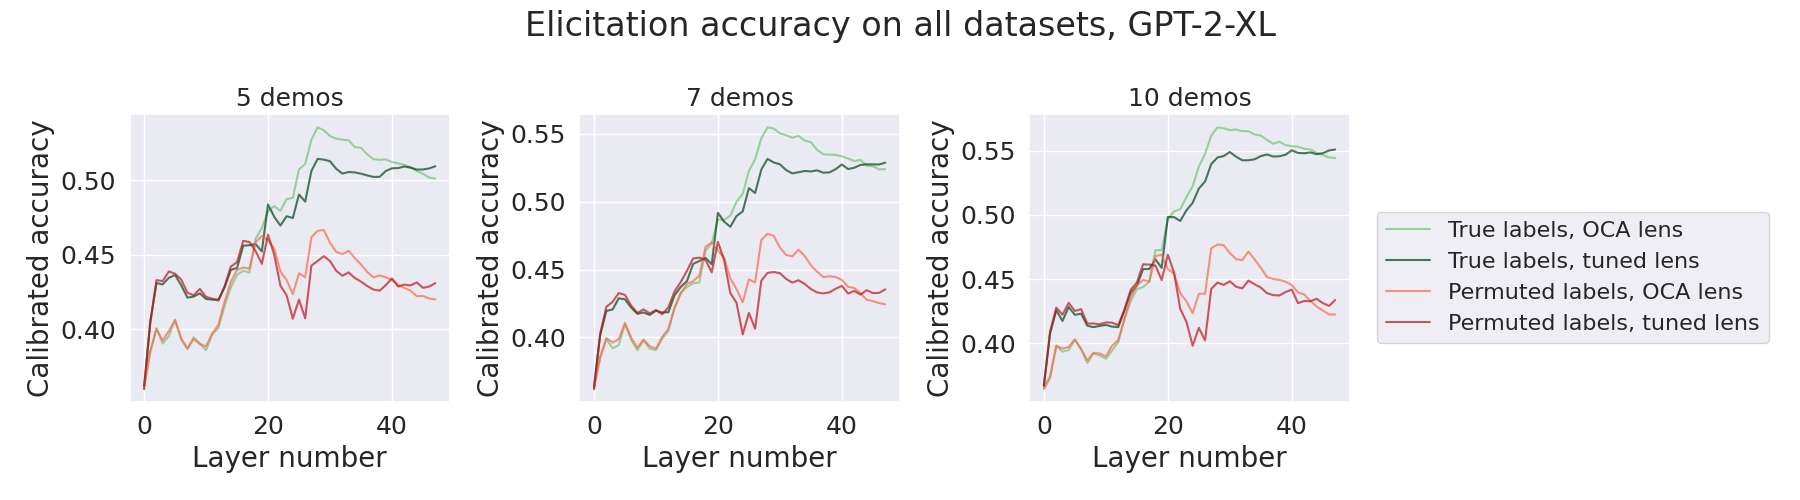 Elicitation accuracy on all datasets, GPT-2-XL
5 demos
7 demos
10 demos
Calibrated accuracy
0.50
0.45
0.40
0
20
40
Layer number
Calibrated accuracy
0.55
0.50
0.45
0.40
0
20
40
Layer number
Calibrated accuracy
0.55
0.50
0.45
0.40
0
20
40
Layer number
True labels, OCA lens
True labels, tuned lens
Permuted labels, OCA lens
Permuted labels, tuned lens